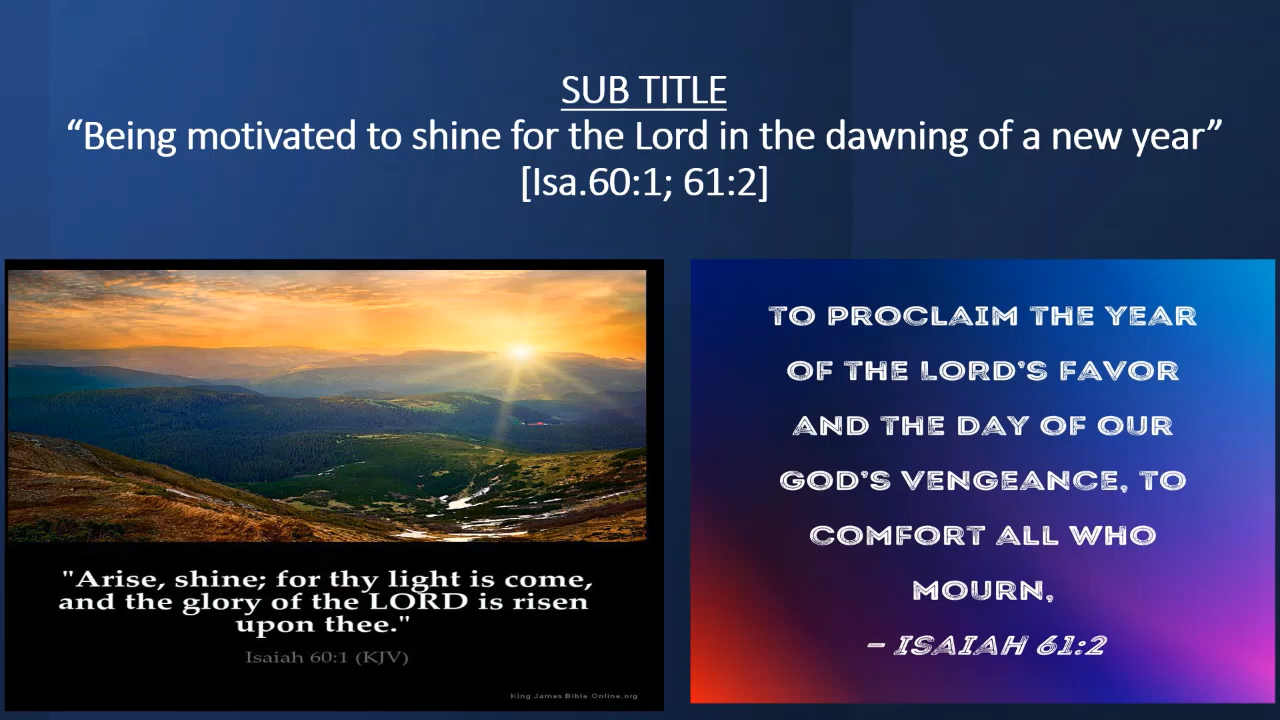 SUB TITLE
“Being motivated to shine for the Lord in the dawning of a new year”
[Isa.60:1; 61:2]
"Arise, shine; for thy light is come,
and the glory of the LORD is risen
upon thee."
Isaiah 60:1 (KJV)
King James Bible Online.org
TO PROCLAIM THE YEAR
OF THE LORD’S FAVOR
AND THE DAY OF OUR
GOD’S VENGEANCE, TO
COMFORT ALL WHO
MOURN,
– ISAIAH 61:2